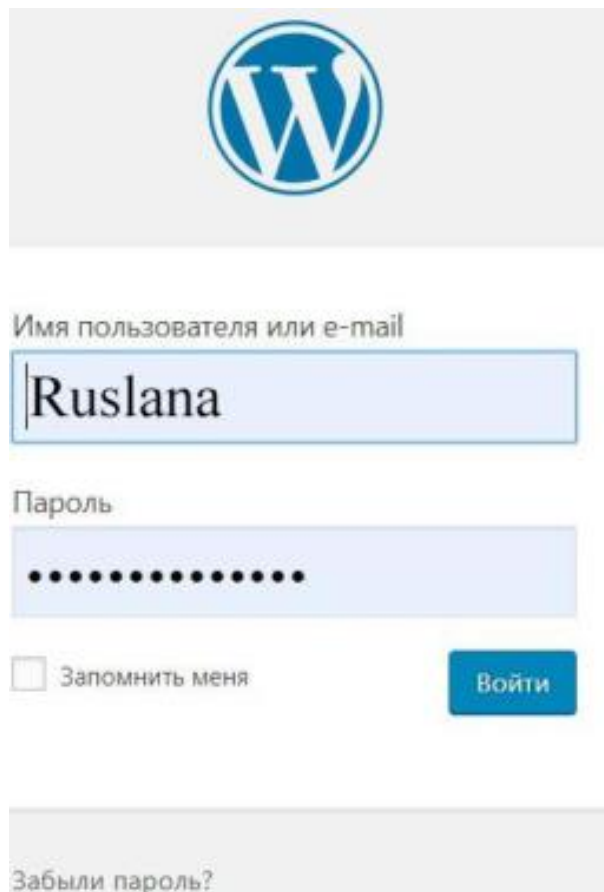 Имя пользователя или e-mail
Ruslana
Пароль
••••••••••••••
Запомнить меня
Войти
Забыли пароль?